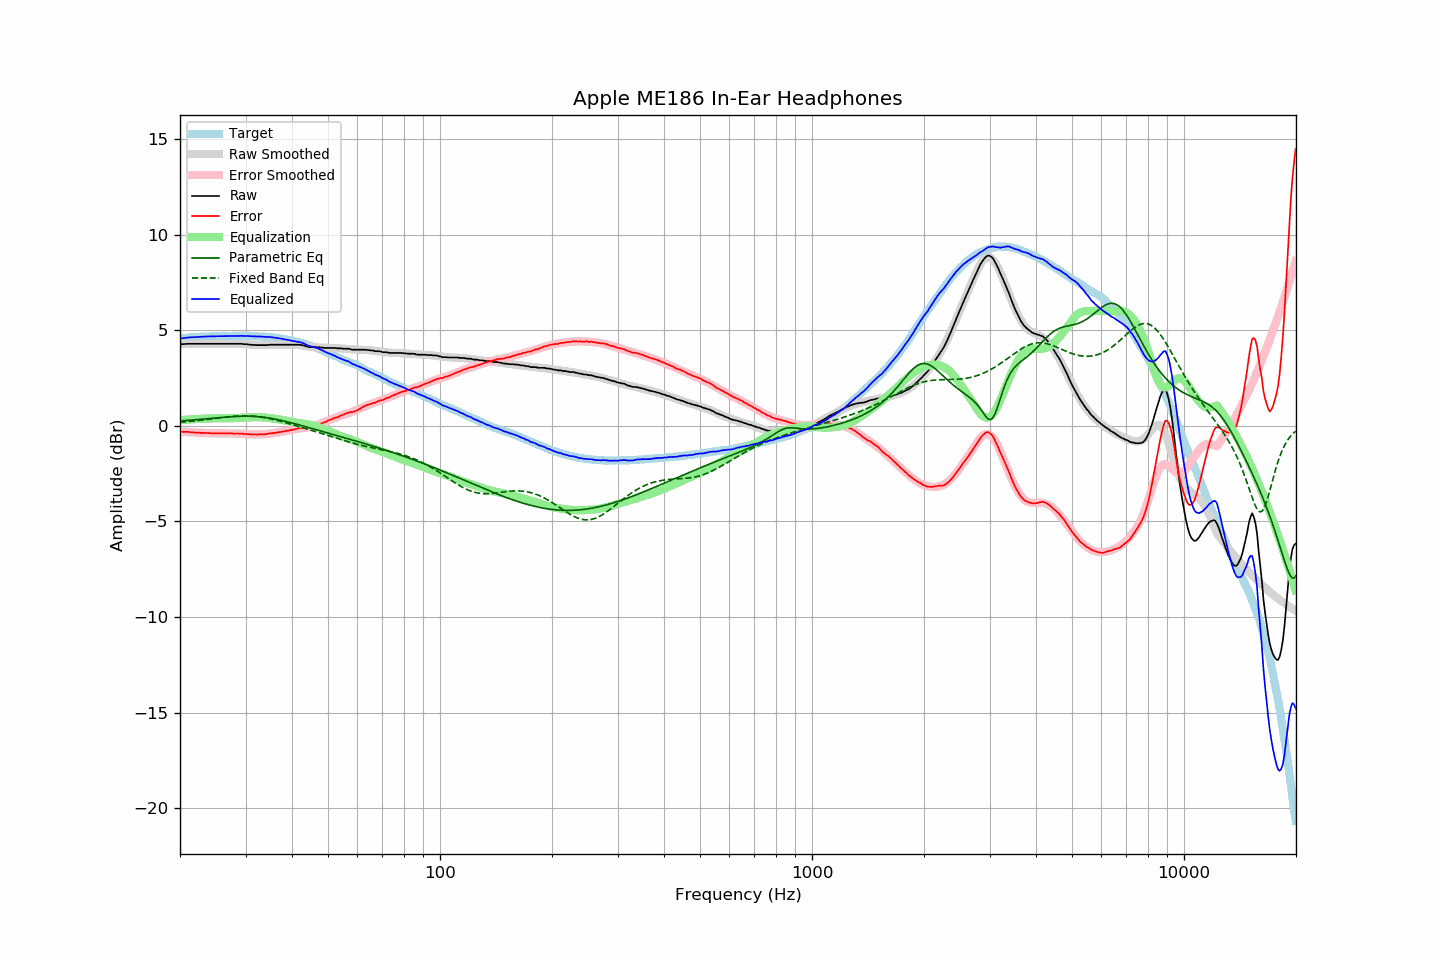 Apple ME186 In-Ear Headphones
Target
Raw Smoothed
Error Smoothed
Raw
Error
Equalization
Parametric Eq
Fixed Band Eq
Equalized
15
10
5
0
−5
−10
−15
−20
Amplitude (dBr)
100
1000
10000
Frequency (Hz)